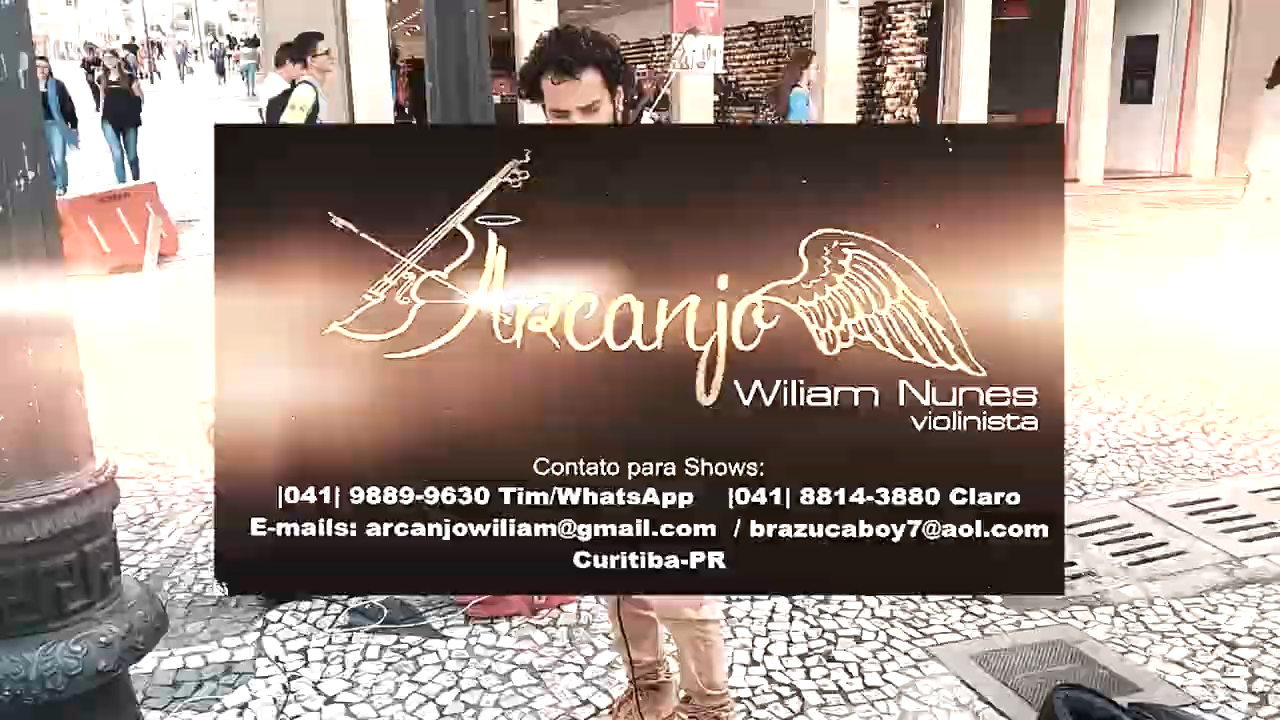 Arcanjo
Wiliam Nunes
violinista
Contato para Shows:
|041| 9889-9630 Tim/WhatsApp |041| 8814-3880 Claro
E-mails: arcanjowiliam@gmail.com / brazucaboy7@aol.com
Curitiba-PR